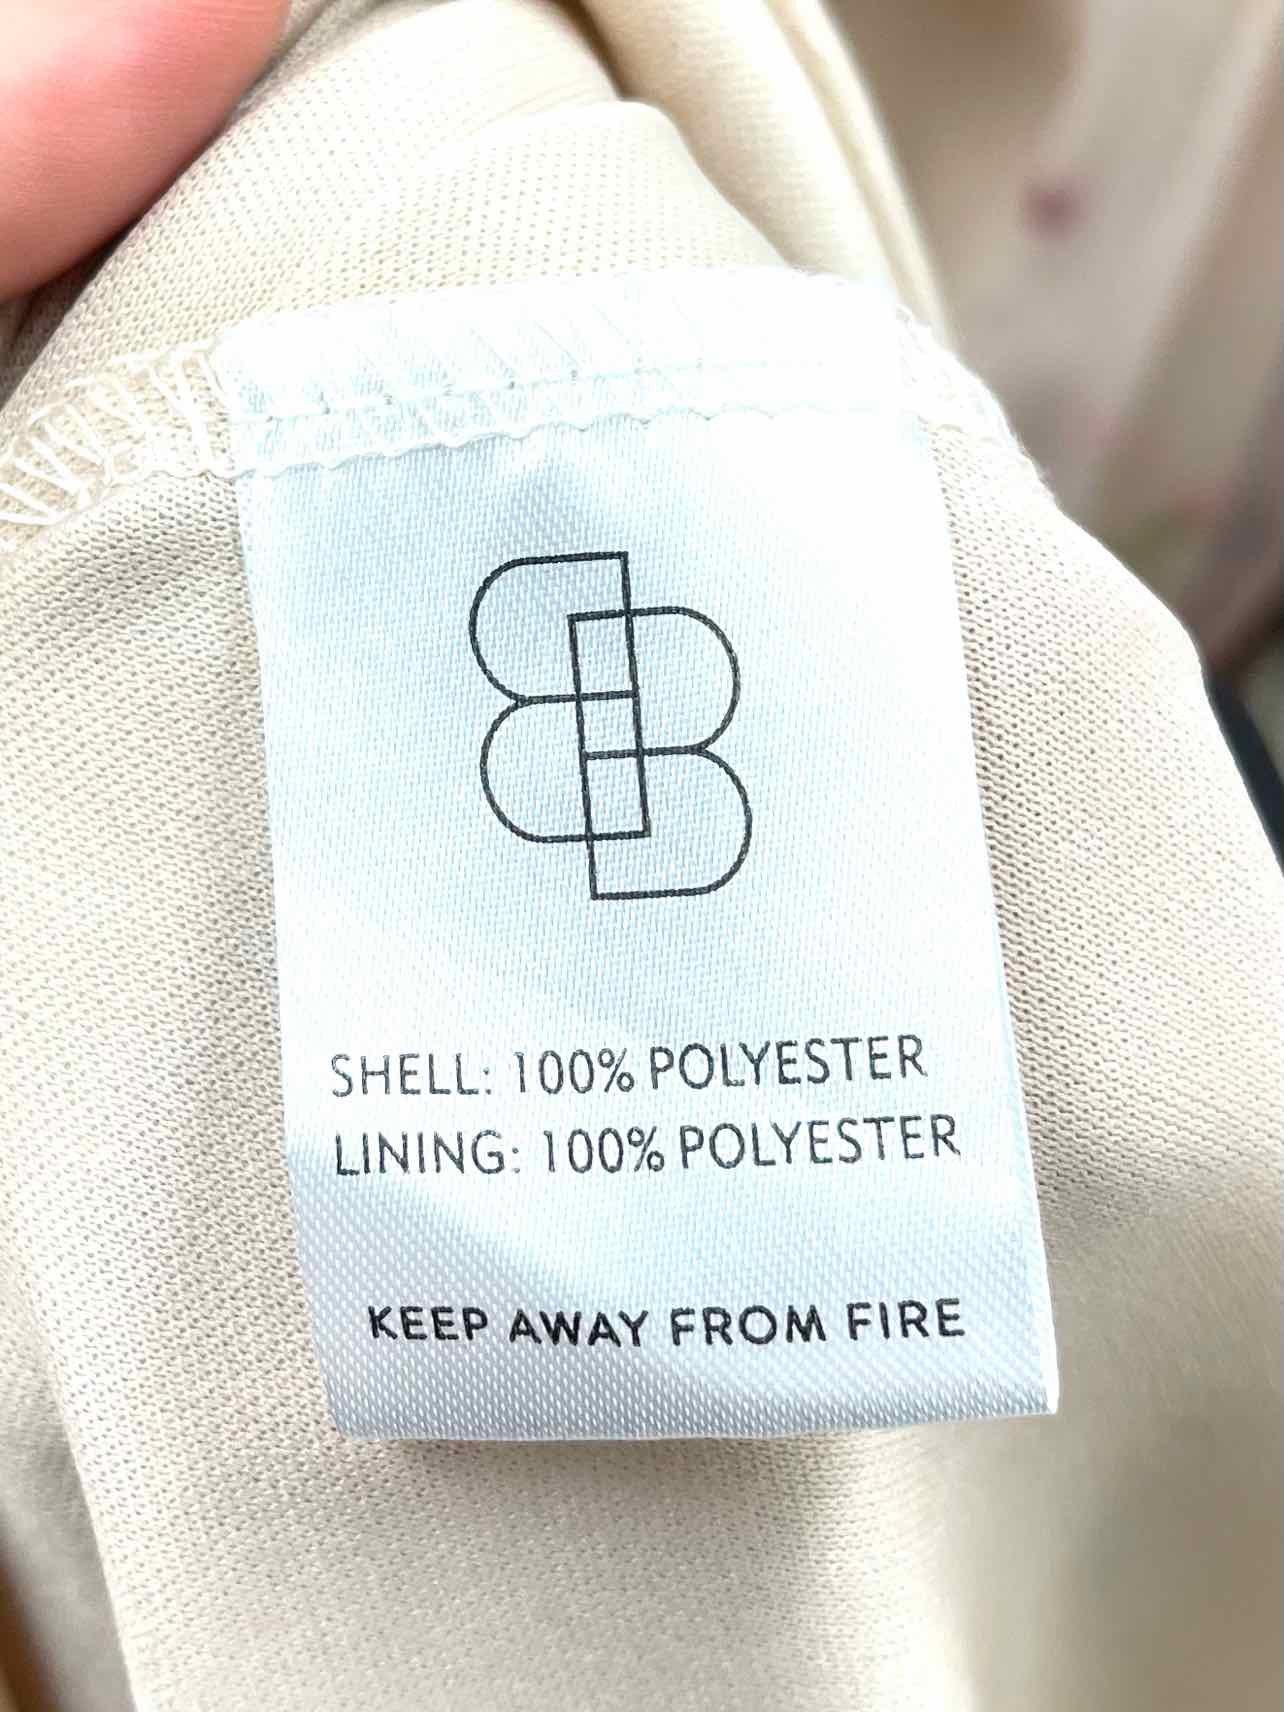 SHELL: 100% POLYESTER
LINING: 100% POLYESTER
KEEP AWAY FROM FIRE